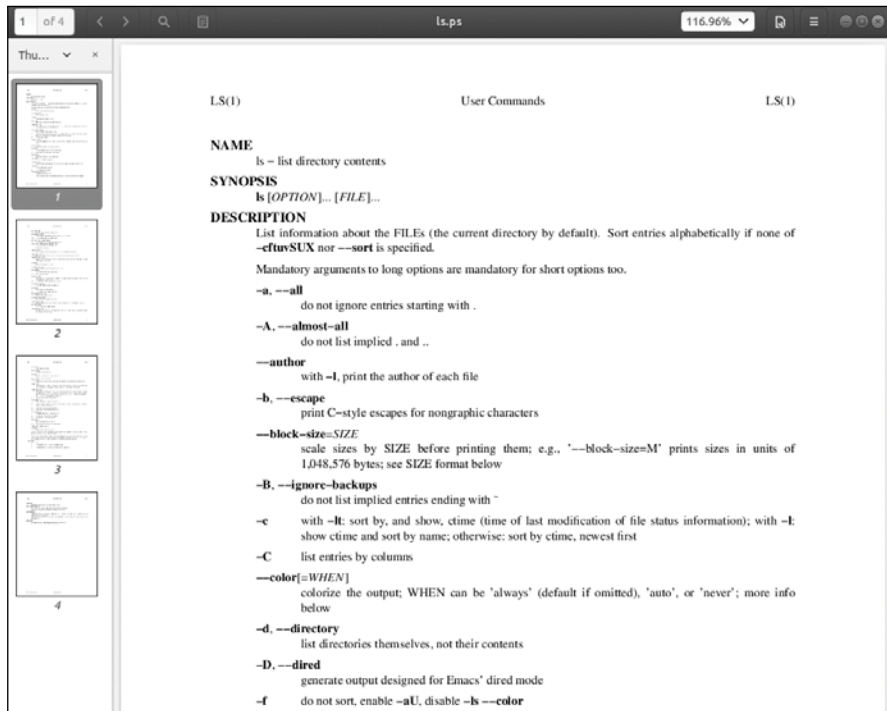 1 of 4
ls.ps
116.96%
Thu...
1
2
3
4
LS(1) User Commands LS(1)
NAME
ls − list directory contents
SYNOPSIS
ls [OPTION]... [FILE]...
DESCRIPTION
List information about the FILEs (the current directory by default). Sort entries alphabetically if none of
−cftuvSUX nor −−sort is specified.
Mandatory arguments to long options are mandatory for short options too.
−a, −−all
do not ignore entries starting with .
−A, −−almost−all
do not list implied . and ..
−−author
with −l, print the author of each file
−b, −−escape
print C−style escapes for nongraphic characters
−−block−size=SIZE
scale sizes by SIZE before printing them; e.g., '−−block−size=M' prints sizes in units of
1,048,576 bytes; see SIZE format below
−B, −−ignore−backups
do not list implied entries ending with ~
−c with −lt: sort by, and show, ctime (time of last modification of file status information); with −l:
show ctime and sort by name; otherwise: sort by ctime, newest first
−C list entries by columns
−−color[=WHEN]
colorize the output; WHEN can be 'always' (default if omitted), 'auto', or 'never'; more info
below
−d, −−directory
list directories themselves, not their contents
−D, −−dired
generate output designed for Emacs' dired mode
−f do not sort, enable −aU, disable −ls −−color